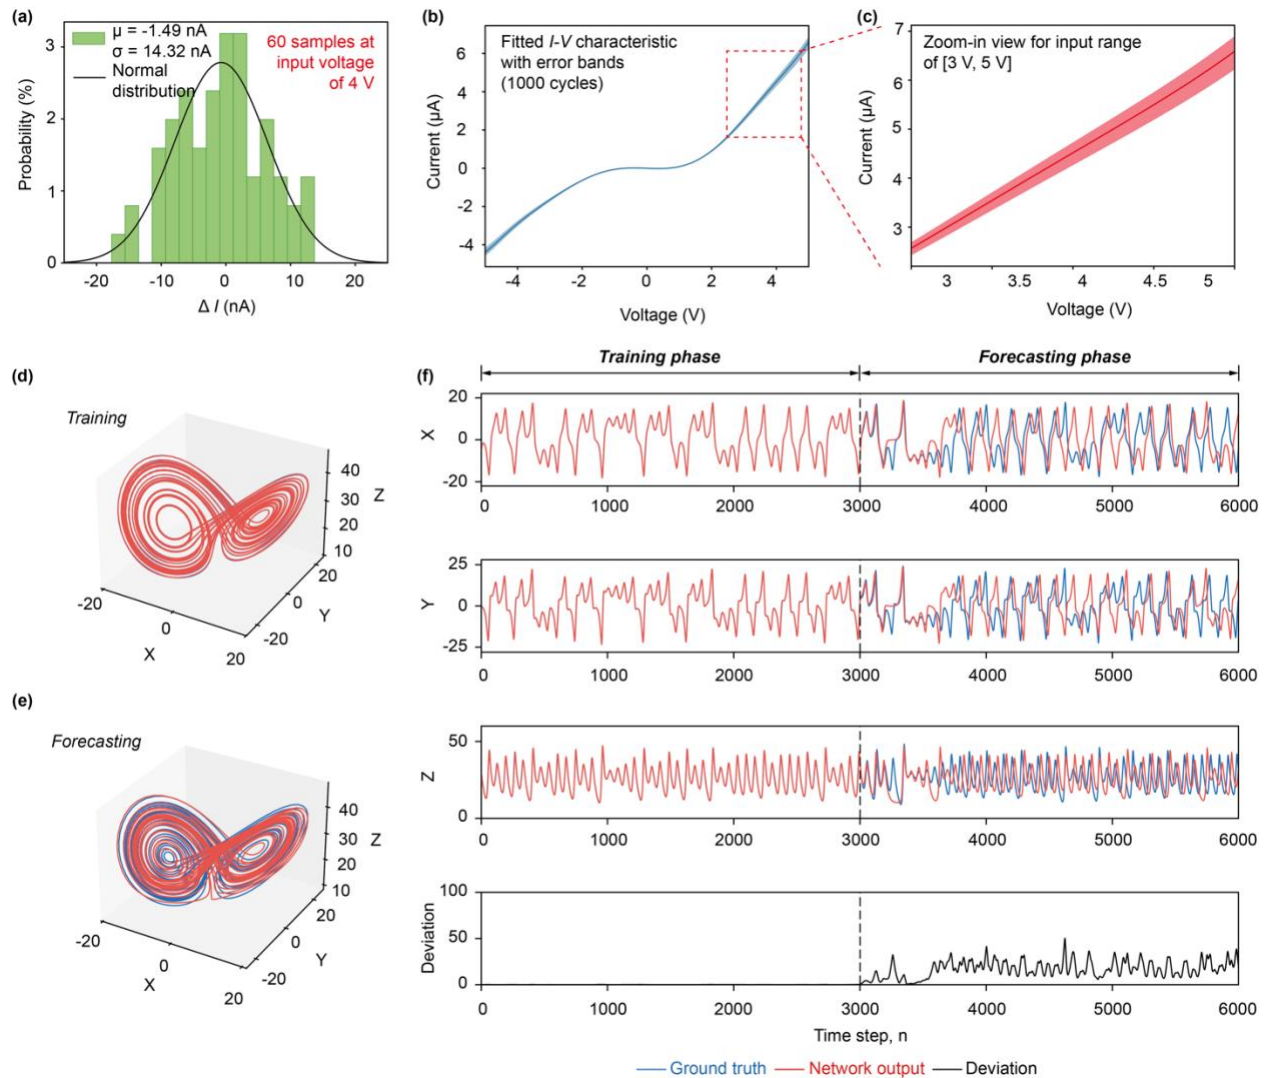 (a)
μ = -1.49 nA
σ = 14.32 nA
Normal
distribution
60 samples at
input voltage
of 4 V
Probability (%)
3
2
1
0
-20 -10 0 10 20
Δ I (nA)
(b)
Fitted I-V characteristic
with error bands
(1000 cycles)
Current (μA)
6
4
2
0
-2
-4
-4 -2 0 2 4
Voltage (V)
(c)
Zoom-in view for input range
of [3 V, 5 V]
Current (μA)
7
6
5
4
3
3 3.5 4 4.5 5
Voltage (V)
(d)
Training
40
30
20
10
Z
20
0
-20
Y
-20
0
20
X
(e)
Forecasting
40
30
20
10
Z
20
0
-20
Y
-20
0
20
X
(f)
Training phase Forecasting phase
X
20
0
-20
0 1000 2000 3000 4000 5000 6000
Y
25
0
-25
0 1000 2000 3000 4000 5000 6000
Z
50
0
0 1000 2000 3000 4000 5000 6000
Deviation
100
50
0
0 1000 2000 3000 4000 5000 6000
Time step, n
Ground truth Network output Deviation